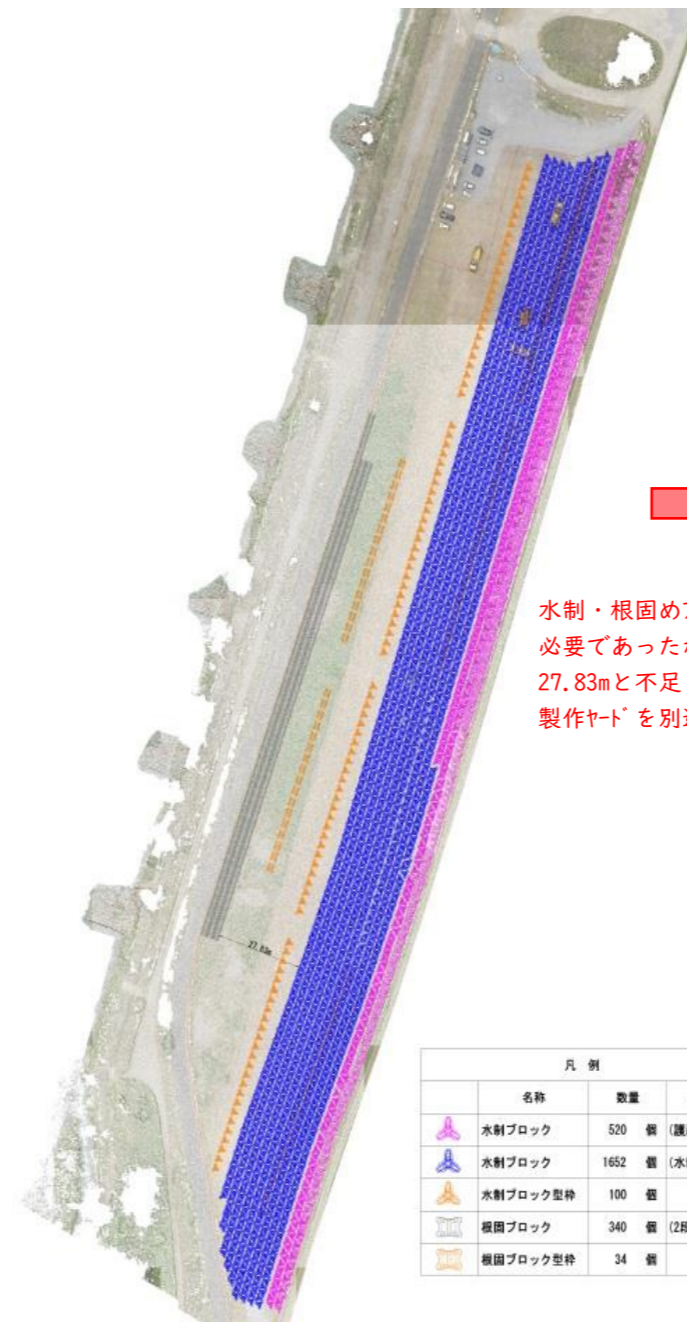 水制・根固め
必要であった
27.83mと不足
製作ﾔｰﾄﾞを別
27.83m
凡 例
名称 数量
水制ブロック 520 個 (護
水制ブロック 1652 個 (水
水制ブロック型枠 100 個
根固ブロック 340 個 (2段
根固ブロック型枠 34 個